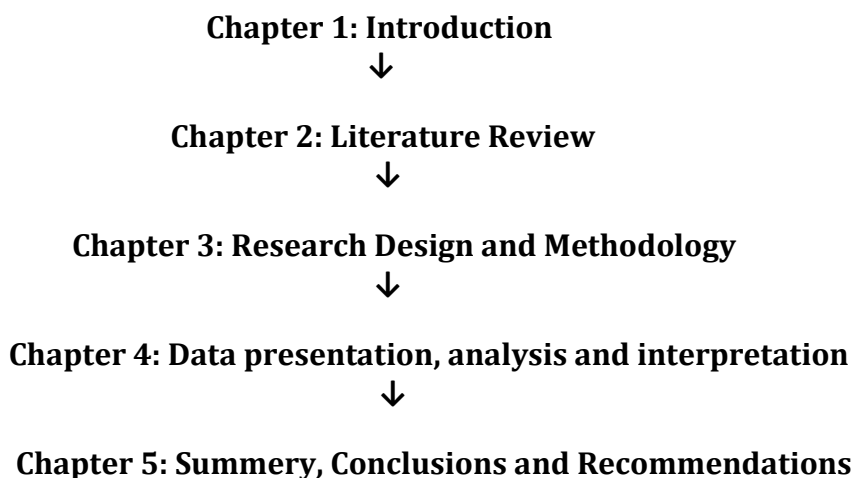 Chapter 1: Introduction
↓
Chapter 2: Literature Review
↓
Chapter 3: Research Design and Methodology
↓
Chapter 4: Data presentation, analysis and interpretation
↓
Chapter 5: Summery, Conclusions and Recommendations